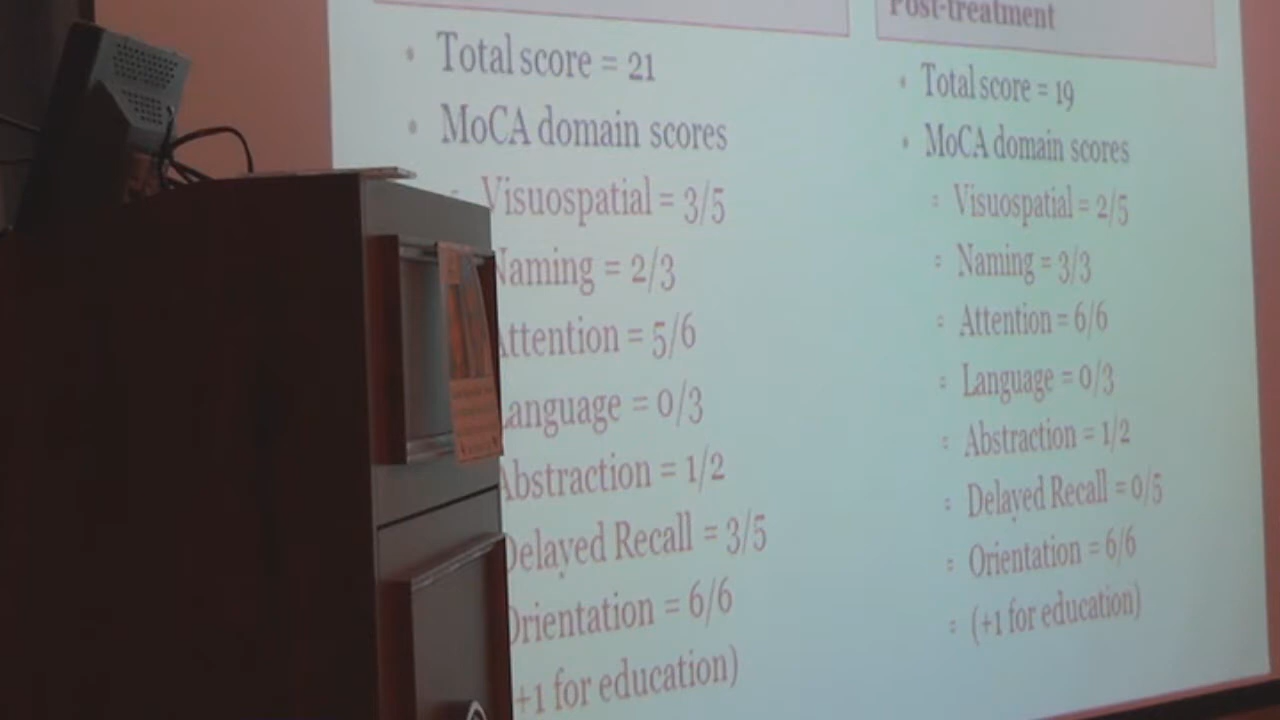 Total score = 21
MoCA domain scores
Visuospatial = 3/5
Naming = 2/3
Attention = 5/6
Language = 0/3
Abstraction = 1/2
Delayed Recall = 3/5
Orientation = 6/6
+1 for education)
Post-treatment
Total score = 19
MoCA domain scores
Visuospatial = 2/5
Naming = 3/3
Attention = 6/6
Language = 0/3
Abstraction = 1/2
Delayed Recall = 0/5
Orientation = 6/6
(+1 for education)